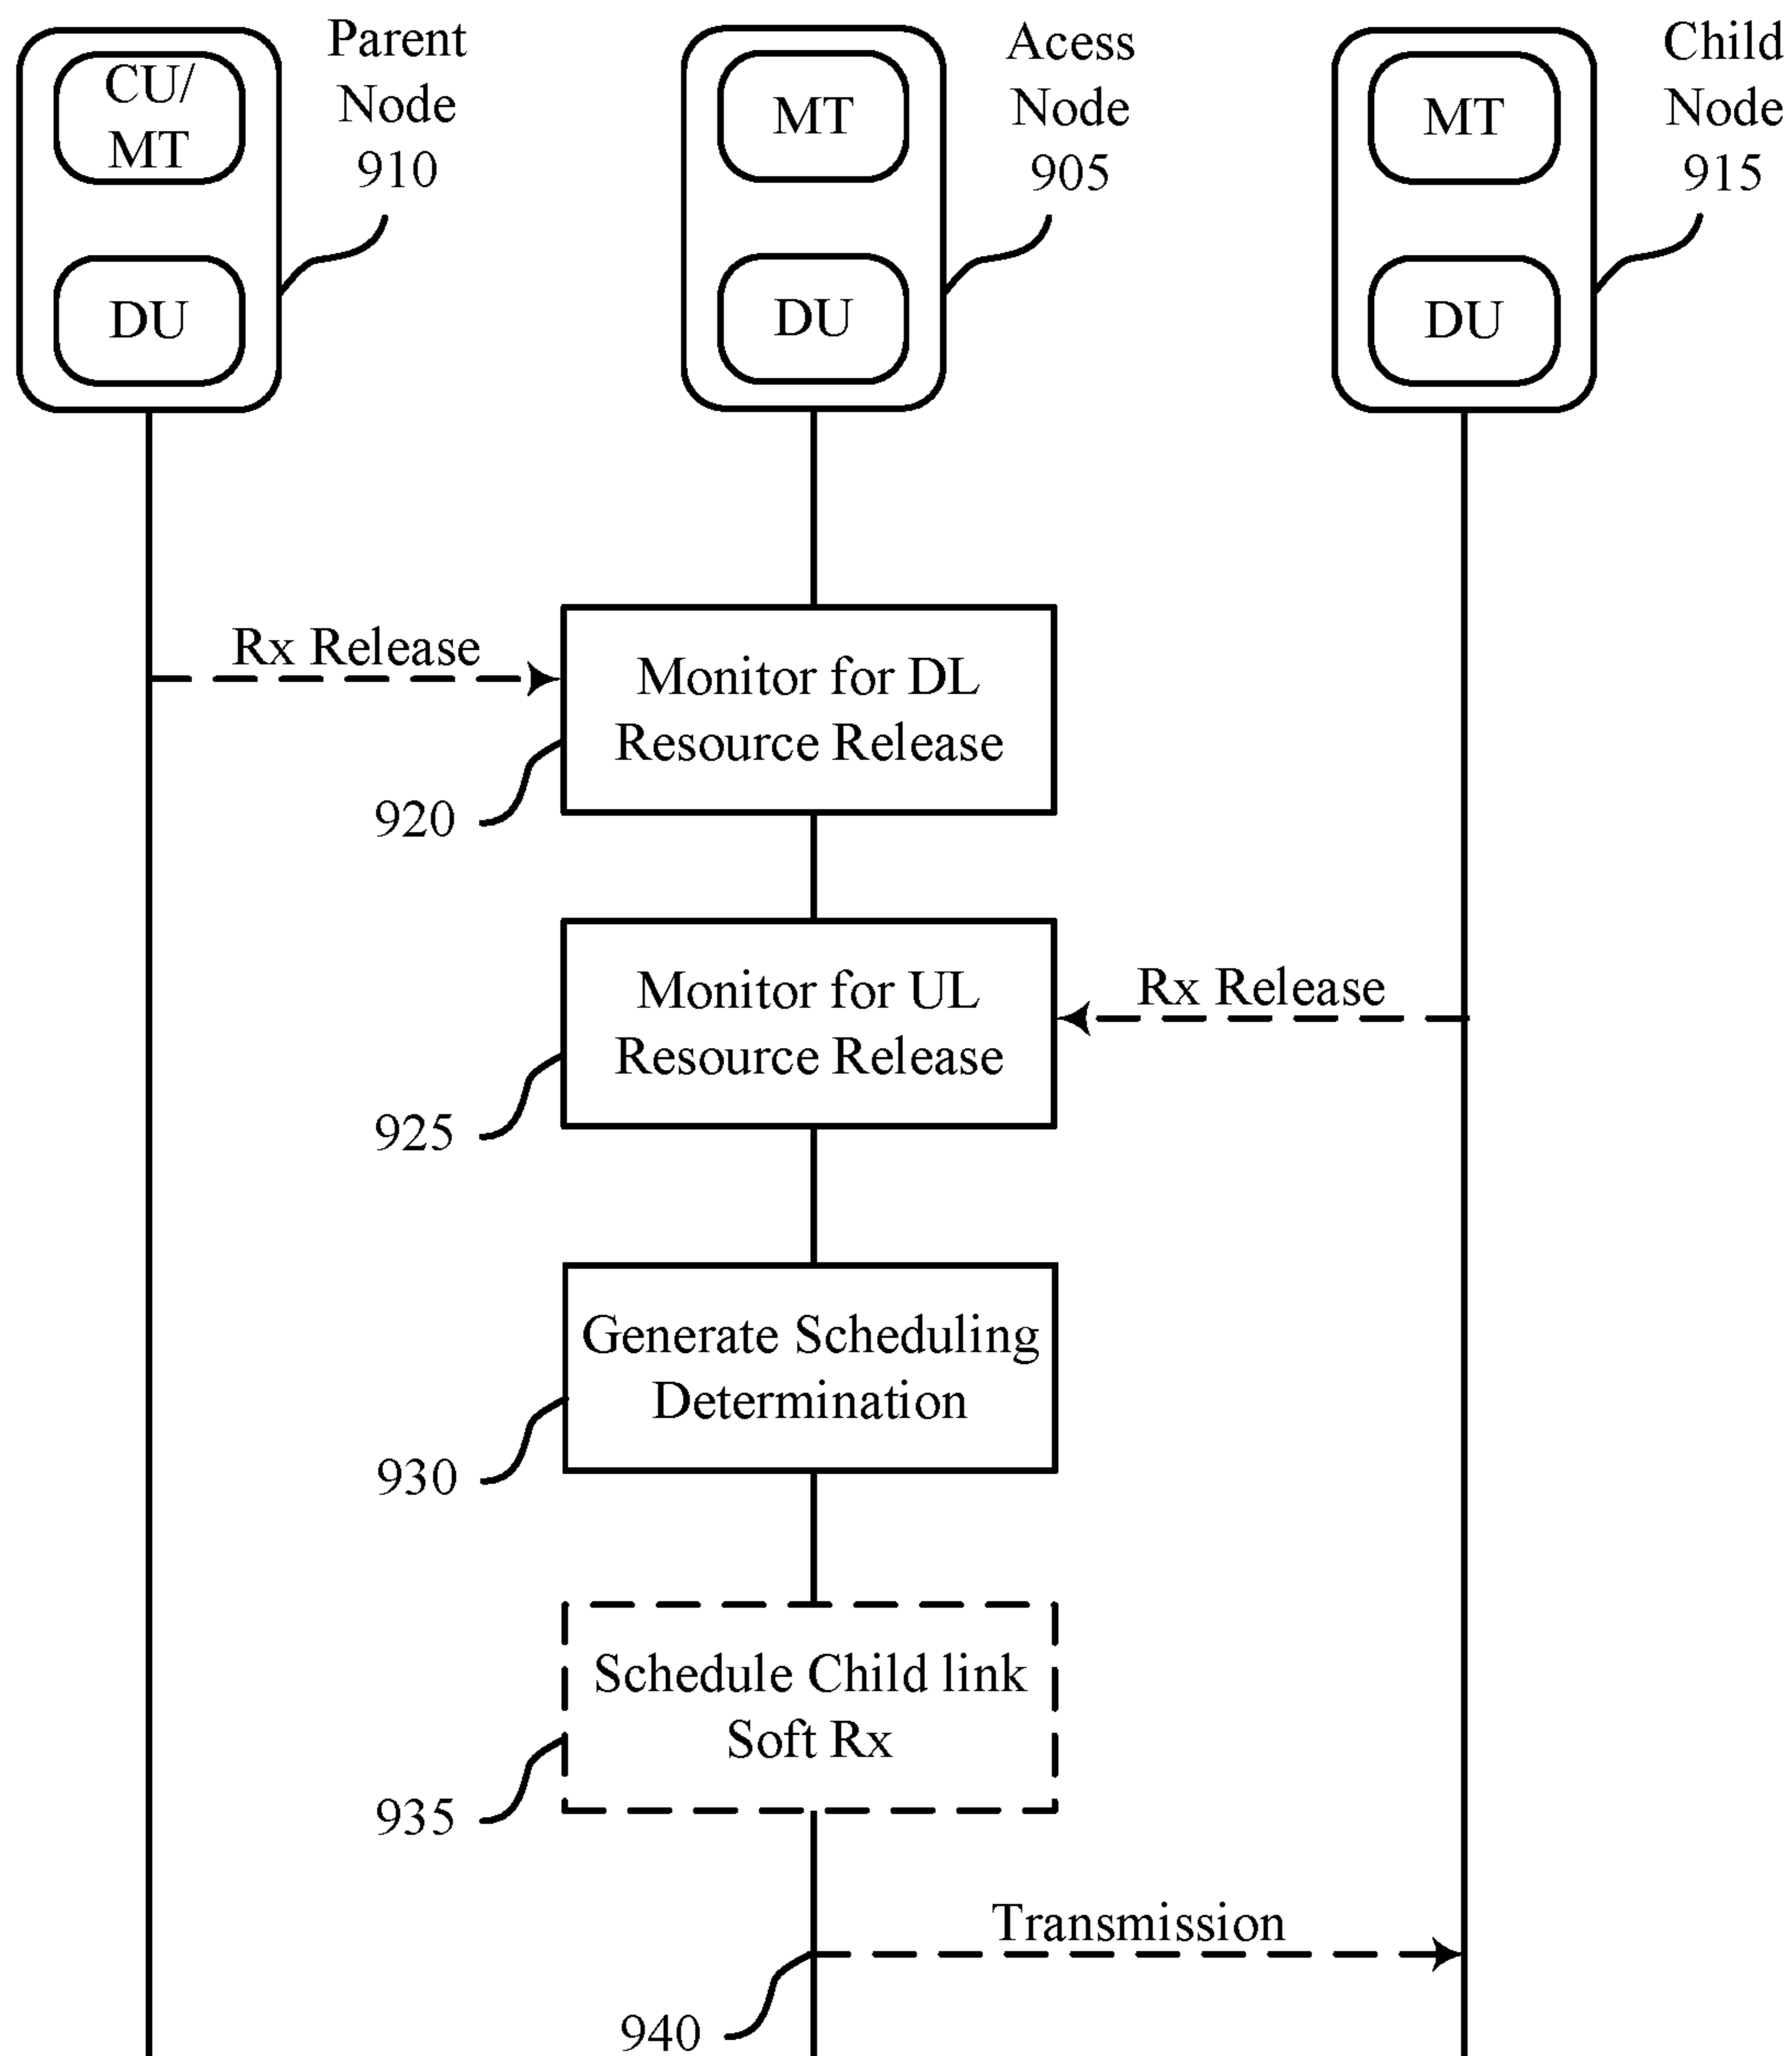 CU/
MT
DU
Parent
Node
910
MT
DU
Acess
Node
905
MT
DU
Child
Node
915
Rx Release
Monitor for DL
Resource Release
920
Monitor for UL
Resource Release
Rx Release
925
Generate Scheduling
Determination
930
Schedule Child link
Soft Rx
935
Transmission
940